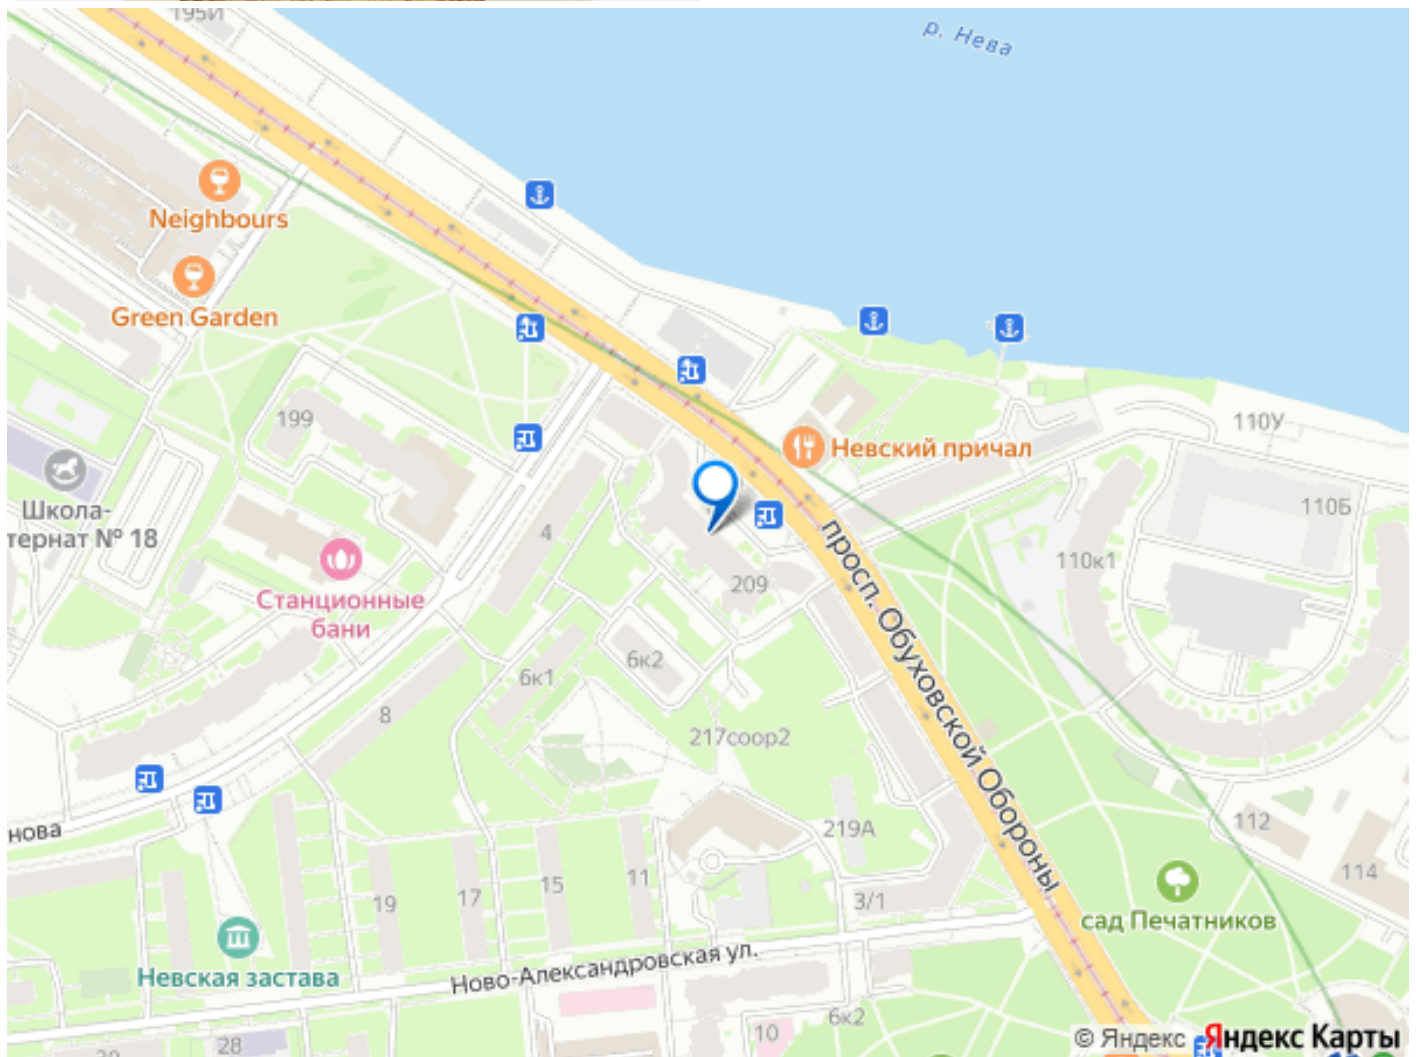 195И
р. Нева
Neighbours
Green Garden
199
110У
Невский причал
Школа-
тернат № 18
110Б
4
110к1
209
Станционные
бани
просп. Обуховской Обороны
6к2
6к1
8
217соор2
нова
219А
112
114
19
17
15
11
3/1
сад Печатников
Невская застава
Ново-Александровская ул.
6к2
10
28
© Яндекс Яндекс Карты